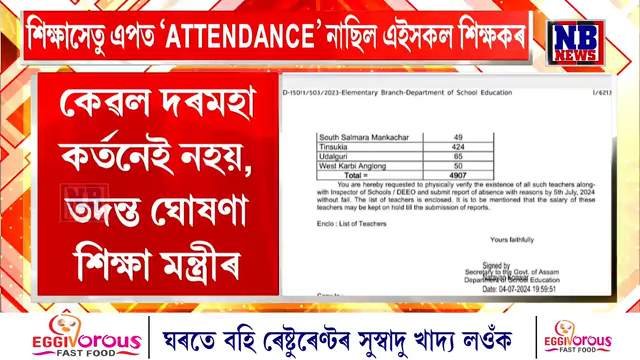 শিক্ষাসেতু এপত ‘ATTENDANCE’ নাছিল এইসকল শিক্ষকৰ
NB
NEWS
কেৱল দৰমহা
কৰ্তনেই নহয়,
তদন্ত ঘোষণা
শিক্ষা মন্ত্ৰীৰ
D-15011/503/2023-Elementary Branch-Department of School Education I/6213
South Salmara Mankachar 49
Tinsukia 424
Udalguri 65
West Karbi Anglong 50
Total = 4907
You are hereby requested to physically verify the existence of all such teachers along-
with Inspector of Schools / DEEO and submit report of absence with reasons by 5th July, 2024
without fail. The list of teachers is enclosed. It is to be mentioned that the salary of these
teachers may be kept on hold till the submission of reports.
Enclo : List of Teachers
Yours faithfully
Signed by
Secretary to the Govt. of Assam
Department of School Education
Date: 04-07-2024 19:59:51
EGGIVOROUS
FAST FOOD
ঘৰতে বহি ৰেষ্টুৰেণ্টৰ সুস্বাদু খাদ্য লওঁক
EGGIVOROUS
FAST FOOD